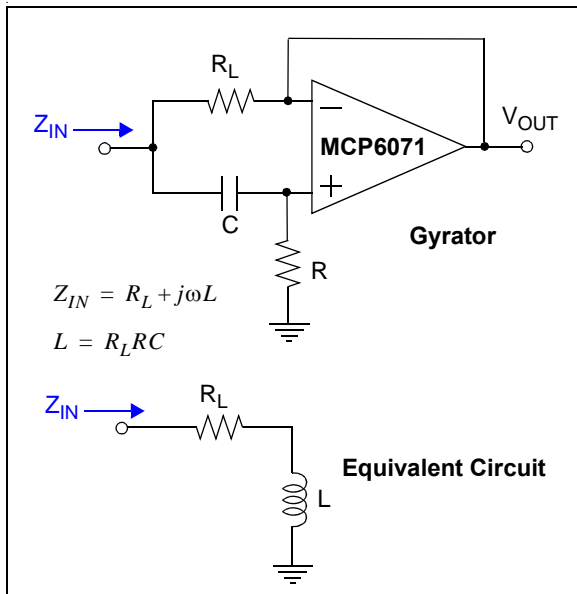 R_L
Z_IN
−
V_OUT
MCP6071
+
C
Gyrator
R
Z_IN = R_L + jωL
L = R_L RC
R_L
Z_IN
Equivalent Circuit
L